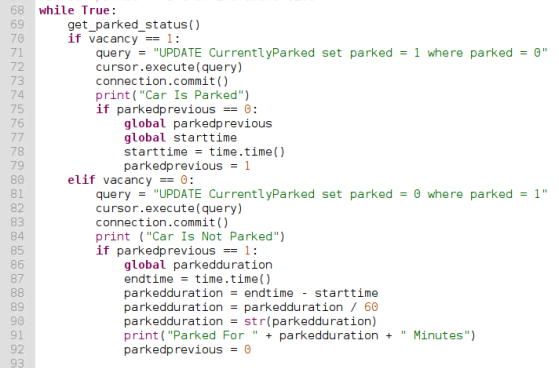 68 while True:
69     get_parked_status()
70     if vacancy == 1:
71         query = "UPDATE CurrentlyParked set parked = 1 where parked = 0"
72         cursor.execute(query)
73         connection.commit()
74         print("Car Is Parked")
75         if parkedprevious == 0:
76             global parkedprevious
77             global starttime
78             starttime = time.time()
79             parkedprevious = 1
80     elif vacancy == 0:
81         query = "UPDATE CurrentlyParked set parked = 0 where parked = 1"
82         cursor.execute(query)
83         connection.commit()
84         print ("Car Is Not Parked")
85         if parkedprevious == 1:
86             global parkedduration
87             endtime = time.time()
88             parkedduration = endtime - starttime
89             parkedduration = parkedduration / 60
90             parkedduration = str(parkedduration)
91             print("Parked For " + parkedduration + " Minutes")
92             parkedprevious = 0
93